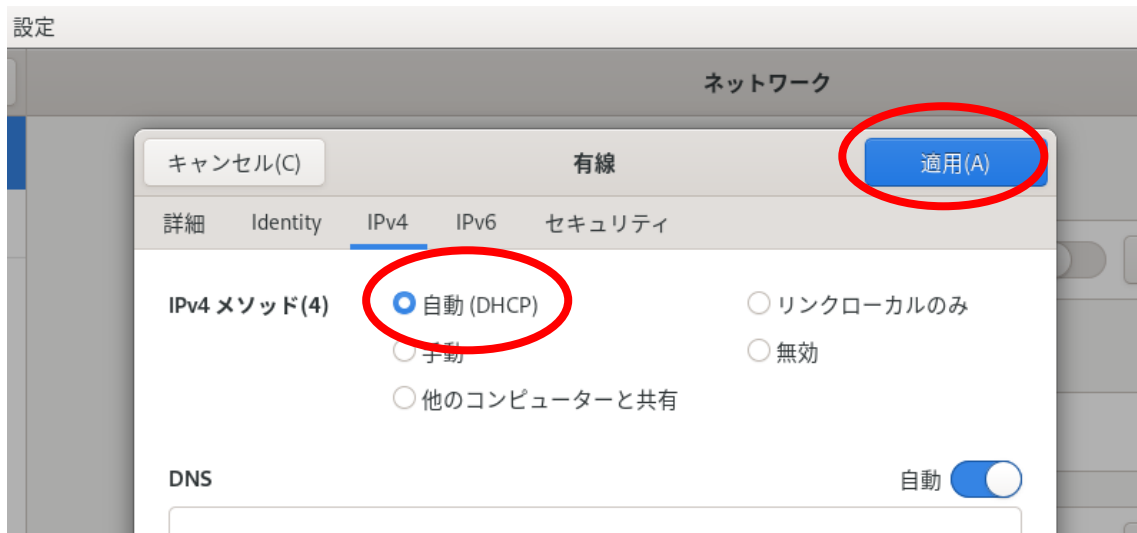 設定
ネットワーク
キャンセル(C) 有線 適用(A)
詳細 Identity IPv4 IPv6 セキュリティ
IPv4 メソッド(4) 自動 (DHCP) リンクローカルのみ
手動 無効
他のコンピューターと共有
DNS 自動